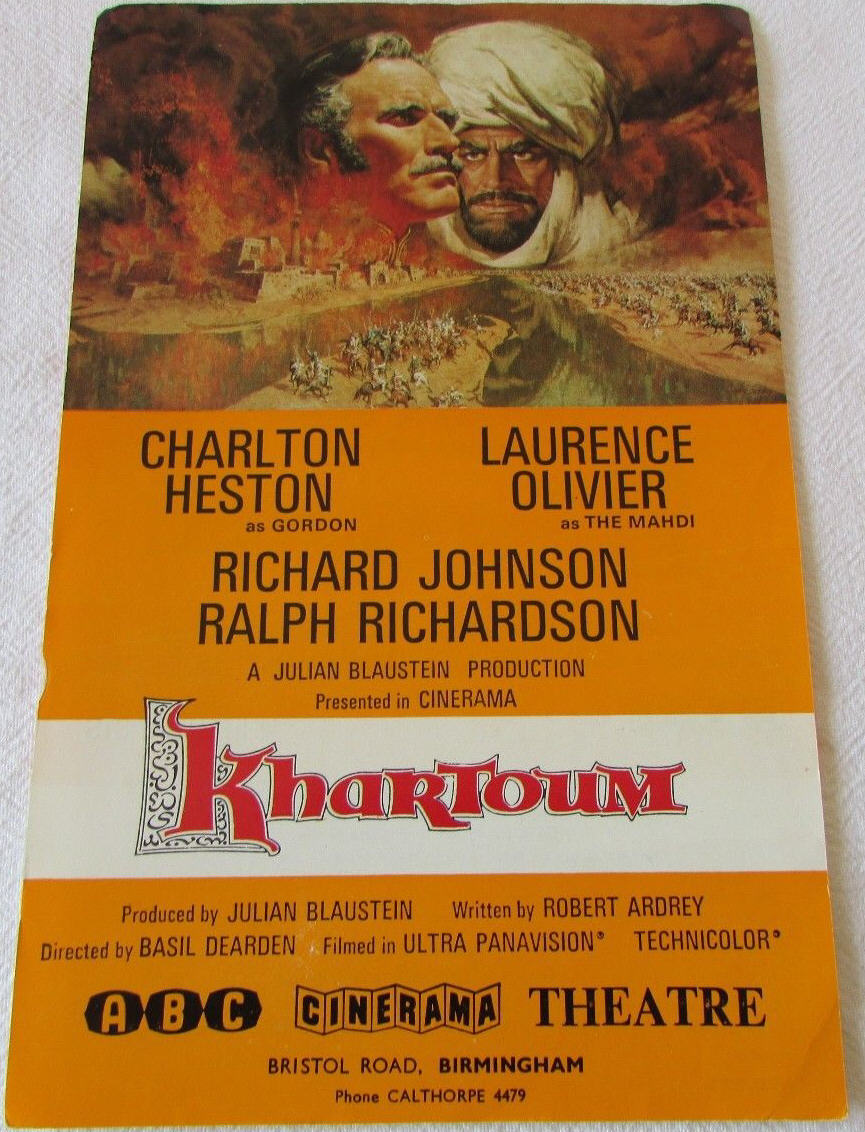 CHARLTON HESTON
as GORDON
LAURENCE OLIVIER
as THE MAHDI
RICHARD JOHNSON
RALPH RICHARDSON
A JULIAN BLAUSTEIN PRODUCTION
Presented in CINERAMA
Khartoum
Produced by JULIAN BLAUSTEIN Written by ROBERT ARDREY
Directed by BASIL DEARDEN Filmed in ULTRA PANAVISION® TECHNICOLOR®
ABC CINERAMA THEATRE
BRISTOL ROAD, BIRMINGHAM
Phone CALTHORPE 4479